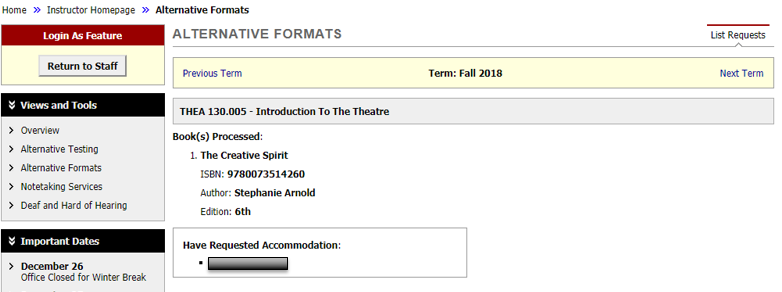 Home » Instructor Homepage » Alternative Formats
Login As Feature
Return to Staff
Views and Tools
Overview
Alternative Testing
Alternative Formats
Notetaking Services
Deaf and Hard of Hearing
Important Dates
December 26
Office Closed for Winter Break
ALTERNATIVE FORMATS
List Requests
Previous Term
Term: Fall 2018
Next Term
THEA 130.005 - Introduction To The Theatre
Book(s) Processed:
1. The Creative Spirit
ISBN: 9780073514260
Author: Stephanie Arnold
Edition: 6th
Have Requested Accommodation: